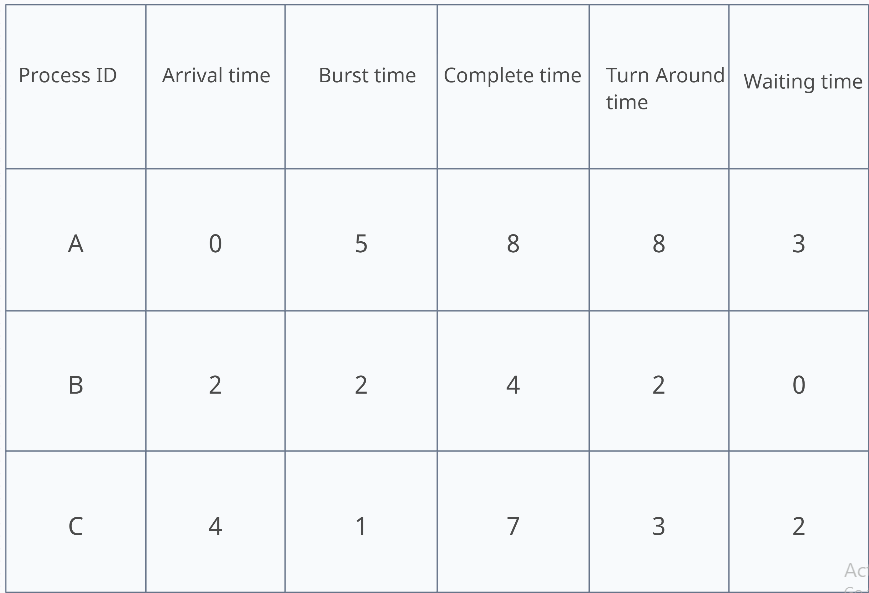 Process ID Arrival time Burst time Complete time Turn Around time Waiting time
A 0 5 8 8 3
B 2 2 4 2 0
C 4 1 7 3 2